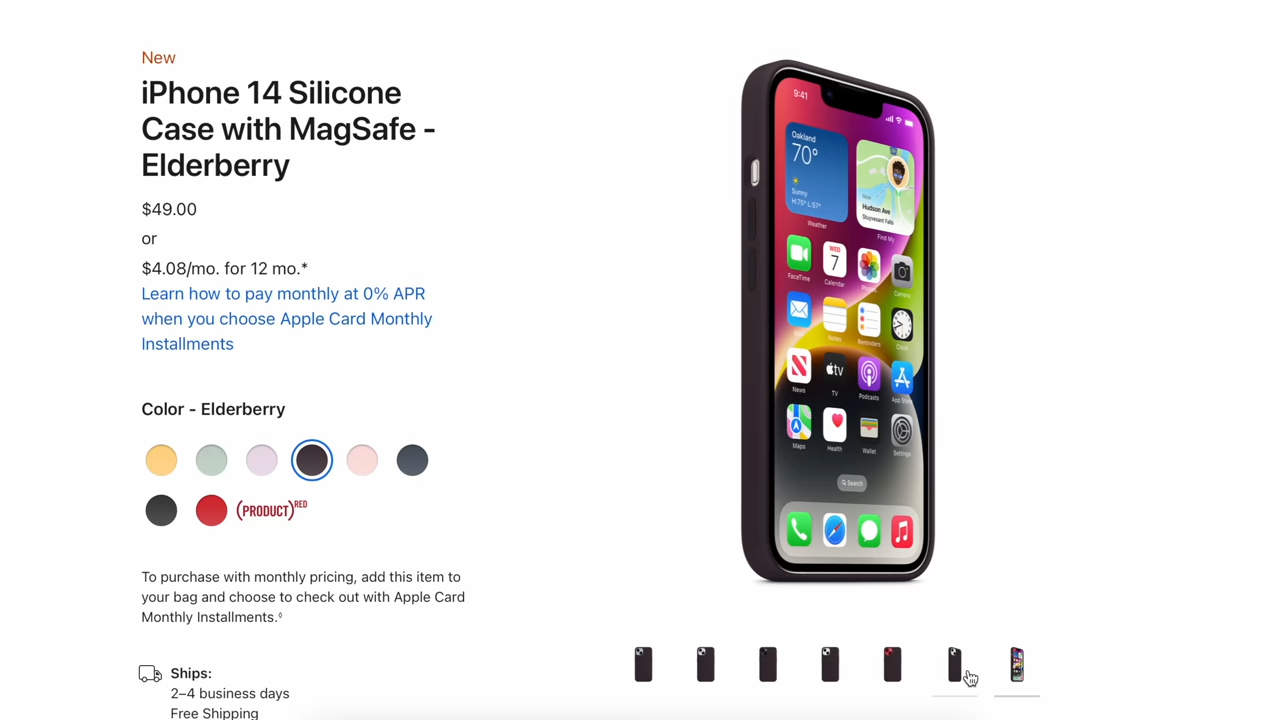 New
iPhone 14 Silicone
Case with MagSafe -
Elderberry
$49.00
or
$4.08/mo. for 12 mo.*
Learn how to pay monthly at 0% APR
when you choose Apple Card Monthly
Installments
Color - Elderberry
(PRODUCT)RED
To purchase with monthly pricing, add this item to
your bag and choose to check out with Apple Card
Monthly Installments.◊
Ships:
2–4 business days
Free Shipping
9:41
Oakland
70°
Sunny
H:75° L:57°
Weather
Now
Hudson Ave
Stuyvesant Falls
Find My
WED
7
FaceTime
Calendar
Photos
Camera
Mail
Notes
Reminders
Clock
tv
News
TV
Podcasts
App Store
Maps
Health
Wallet
Settings
Search